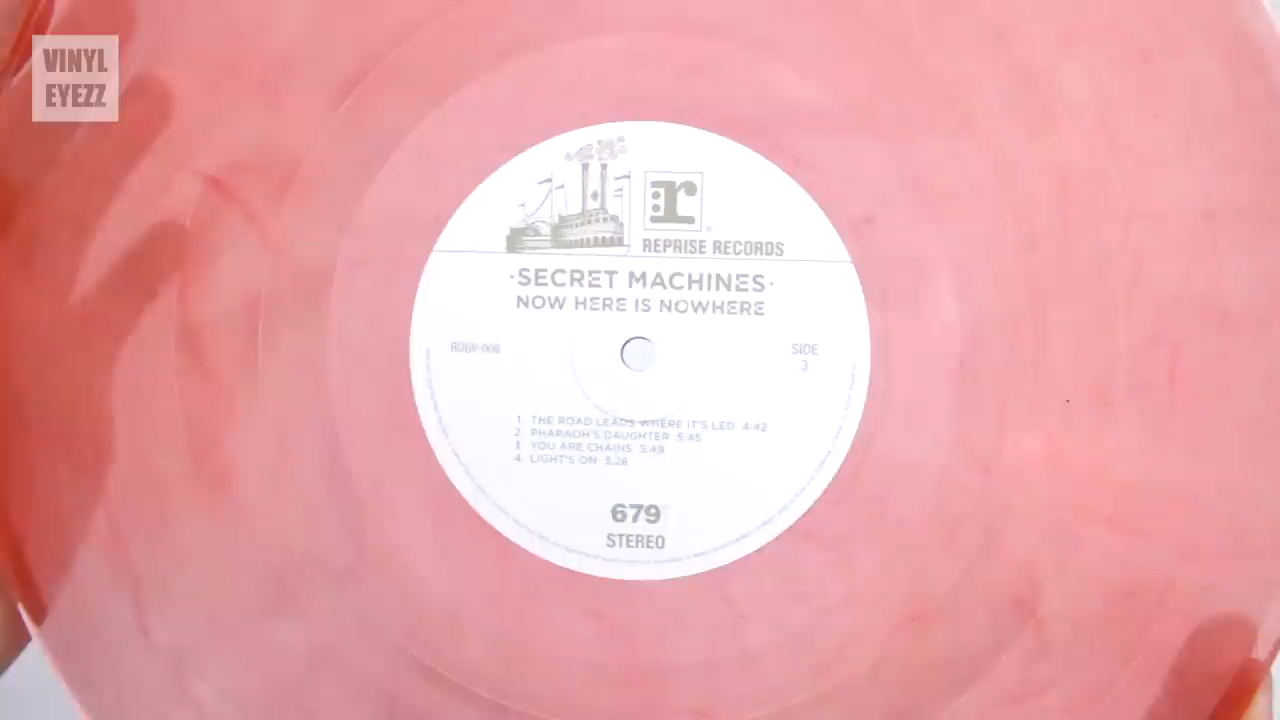 VINYL
EYEZZ
r
REPRISE RECORDS
·SECRET MACHINES·
NOW HERE IS NOWHERE
SIDE
3
1. THE ROAD LEADS WHERE IT'S LED 4:42
2. PHARAOH'S DAUGHTER 5:45
3. YOU ARE CHAINS 5:49
4. LIGHT'S ON 3:26
679
STEREO